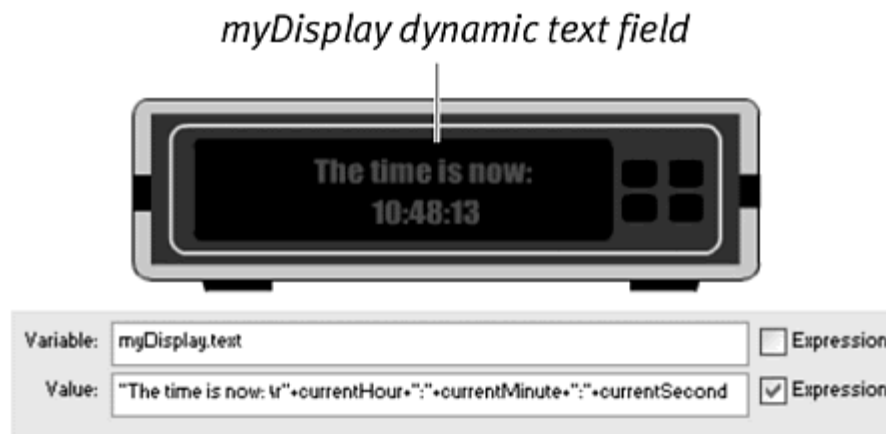 myDisplay dynamic text field
The time is now:
10:48:13
Variable: myDisplay.text Expression
Value: "The time is now: \r"+currentHour+":"+currentMinute+":"+currentSecond Expression